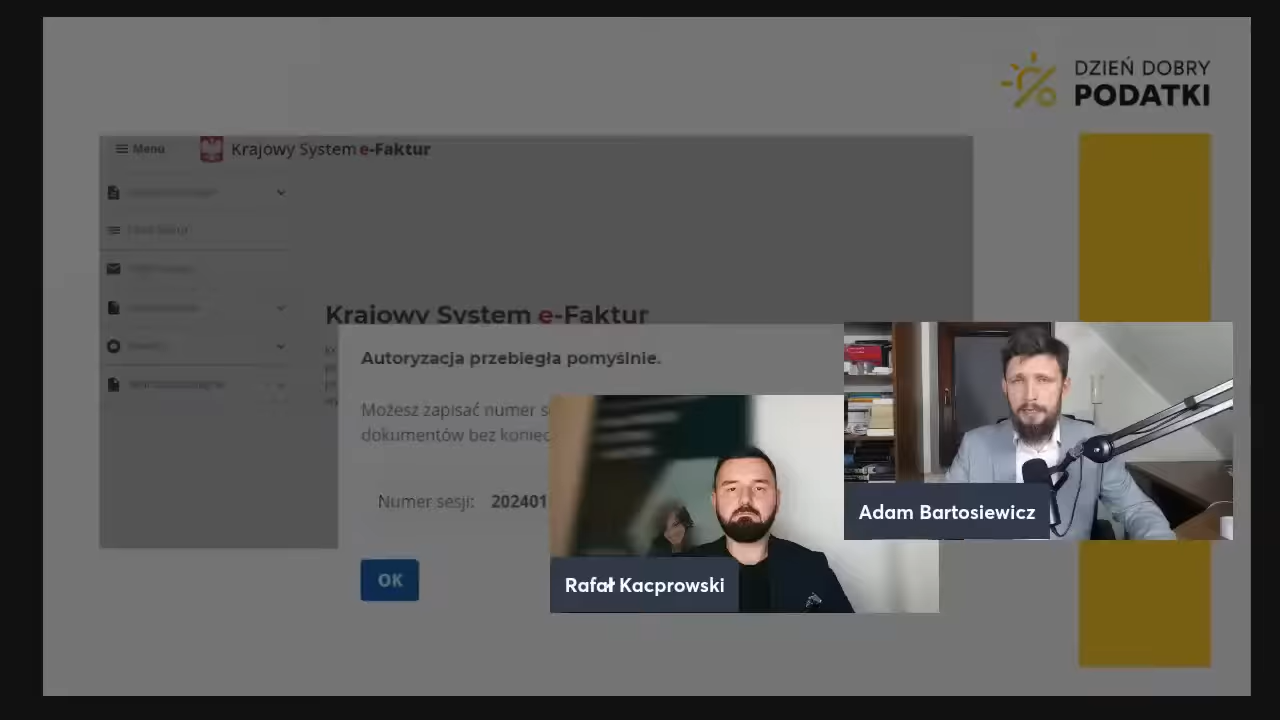 DZIEŃ DOBRY
PODATKI
Menu
Krajowy System e-Faktur
Krajowy System e-Faktur
Autoryzacja przebiegła pomyślnie.
Możesz zapisać numer
dokumentów bez
Numer sesji: 202401
OK
Rafał Kacprowski
Adam Bartosiewicz